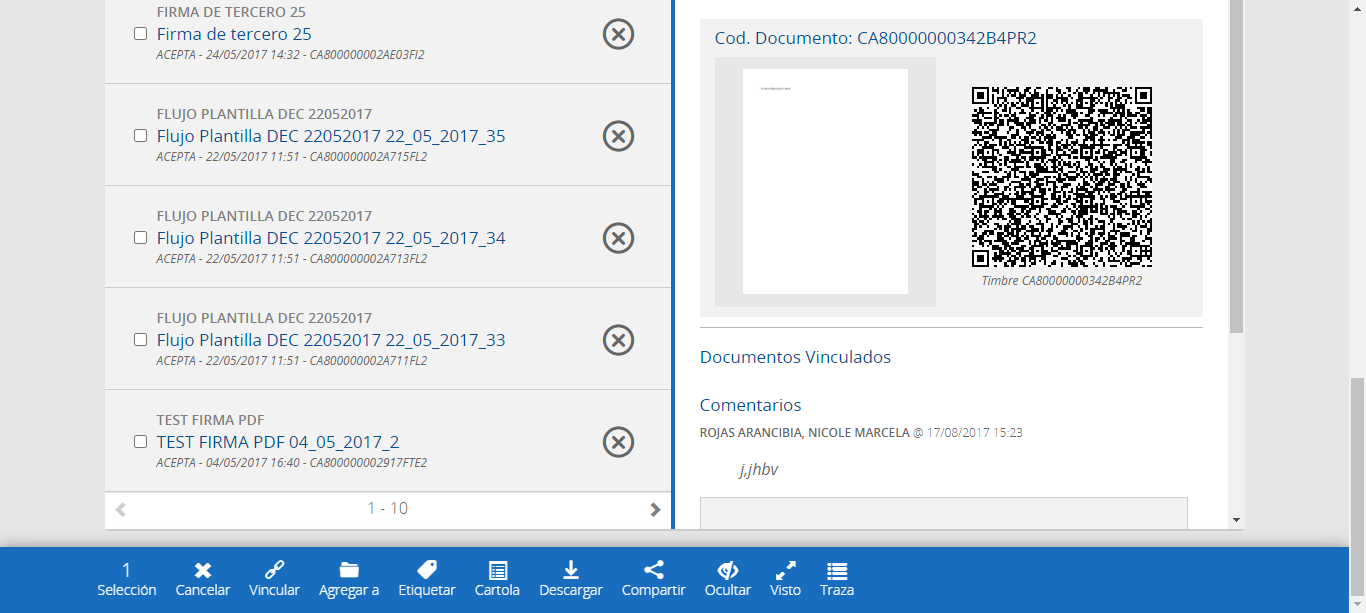 FIRMA DE TERCERO 25
Firma de tercero 25
ACEPTA - 24/05/2017 14:32 - CA800000002AE03FI2
FLUJO PLANTILLA DEC 22052017
Flujo Plantilla DEC 22052017 22_05_2017_35
ACEPTA - 22/05/2017 11:51 - CA800000002A715FL2
FLUJO PLANTILLA DEC 22052017
Flujo Plantilla DEC 22052017 22_05_2017_34
ACEPTA - 22/05/2017 11:51 - CA800000002A713FL2
FLUJO PLANTILLA DEC 22052017
Flujo Plantilla DEC 22052017 22_05_2017_33
ACEPTA - 22/05/2017 11:51 - CA800000002A711FL2
TEST FIRMA PDF
TEST FIRMA PDF 04_05_2017_2
ACEPTA - 04/05/2017 16:40 - CA800000002917FTE2
1 - 10
Cod. Documento: CA80000000342B4PR2
Timbre CA80000000342B4PR2
Documentos Vinculados
Comentarios
ROJAS ARANCIBIA, NICOLE MARCELA @ 17/08/2017 15:23
j,jhbv
1
Selección
Cancelar
Vincular
Agregar a
Etiquetar
Cartola
Descargar
Compartir
Ocultar
Visto
Traza